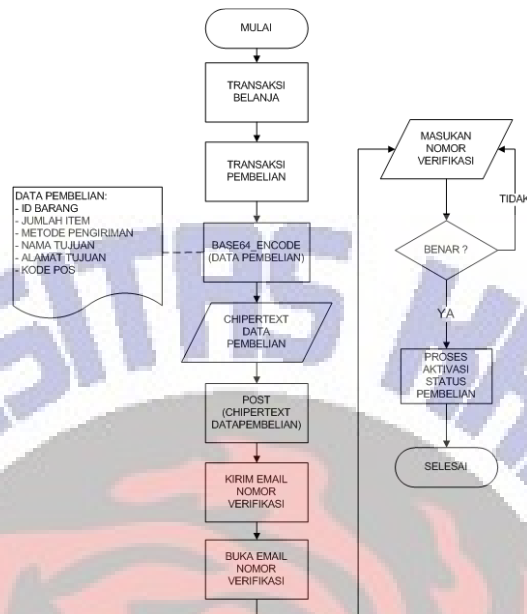 MULAI
TRANSAKSI
BELANJA
TRANSAKSI
PEMBELIAN
DATA PEMBELIAN:
- ID BARANG
- JUMLAH ITEM
- METODE PENGIRIMAN
- NAMA TUJUAN
- ALAMAT TUJUAN
- KODE POS
BASE64_ENCODE
(DATA PEMBELIAN)
CHIPERTEXT
DATA
PEMBELIAN
POST
(CHIPERTEXT
DATAPEMBELIAN)
KIRIM EMAIL
NOMOR
VERIFIKASI
BUKA EMAIL
NOMOR
VERIFIKASI
MASUKAN
NOMOR
VERIFIKASI
TIDAK
BENAR ?
YA
PROSES
AKTIVASI
STATUS
PEMBELIAN
SELESAI